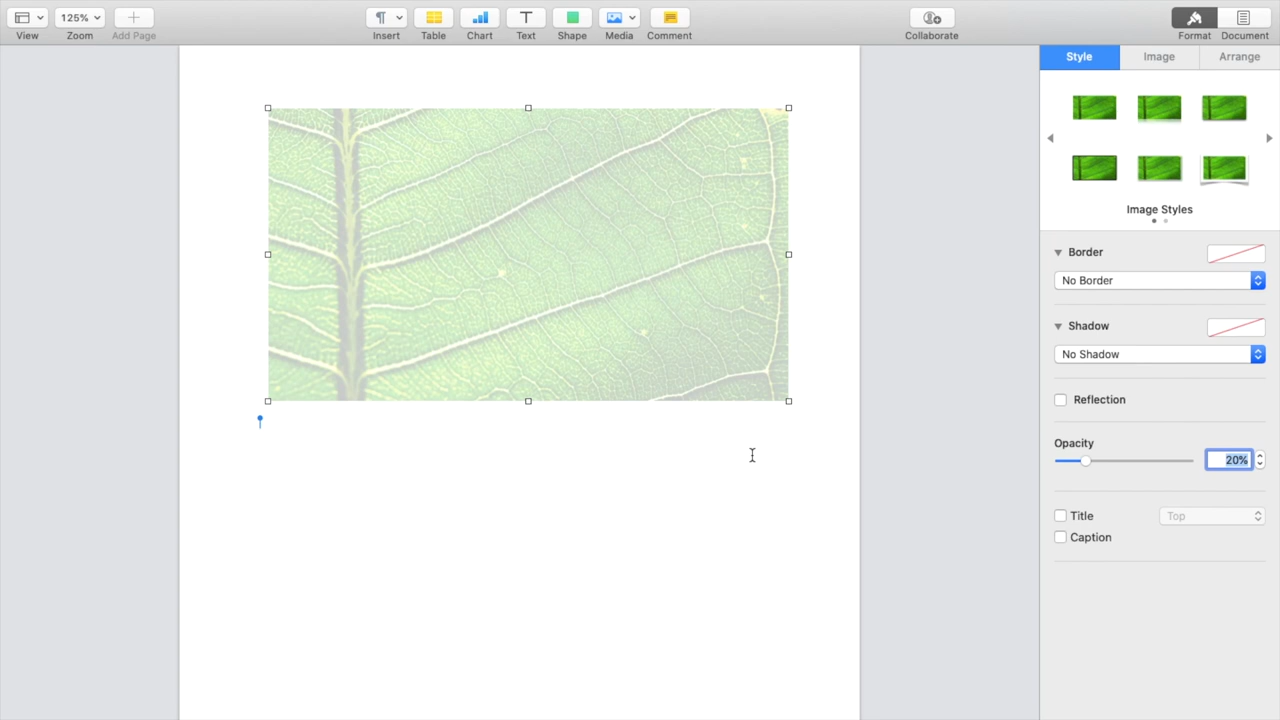 View
125%
Zoom
Add Page
Insert
Table
Chart
Text
Shape
Media
Comment
Collaborate
Format
Document
Style
Image
Arrange
Image Styles
Border
No Border
Shadow
No Shadow
Reflection
Opacity
20%
Title
Top
Caption